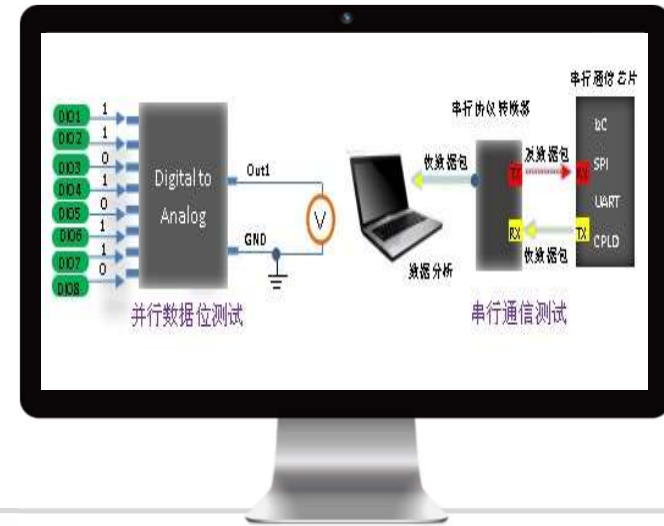 DIO1 1
DIO2 1
DIO3 0
DIO4 1
DIO5 0
DIO6 1
DIO7 1
DIO8 0
Digital to
Analog
Out1
GND
V
并行数据位测试
串行通信芯片
串行协议转换器
收数据包
发数据包
TX
RX
I2C
SPI
UART
CPLD
RX
TX
收数据包
数据分析
串行通信测试